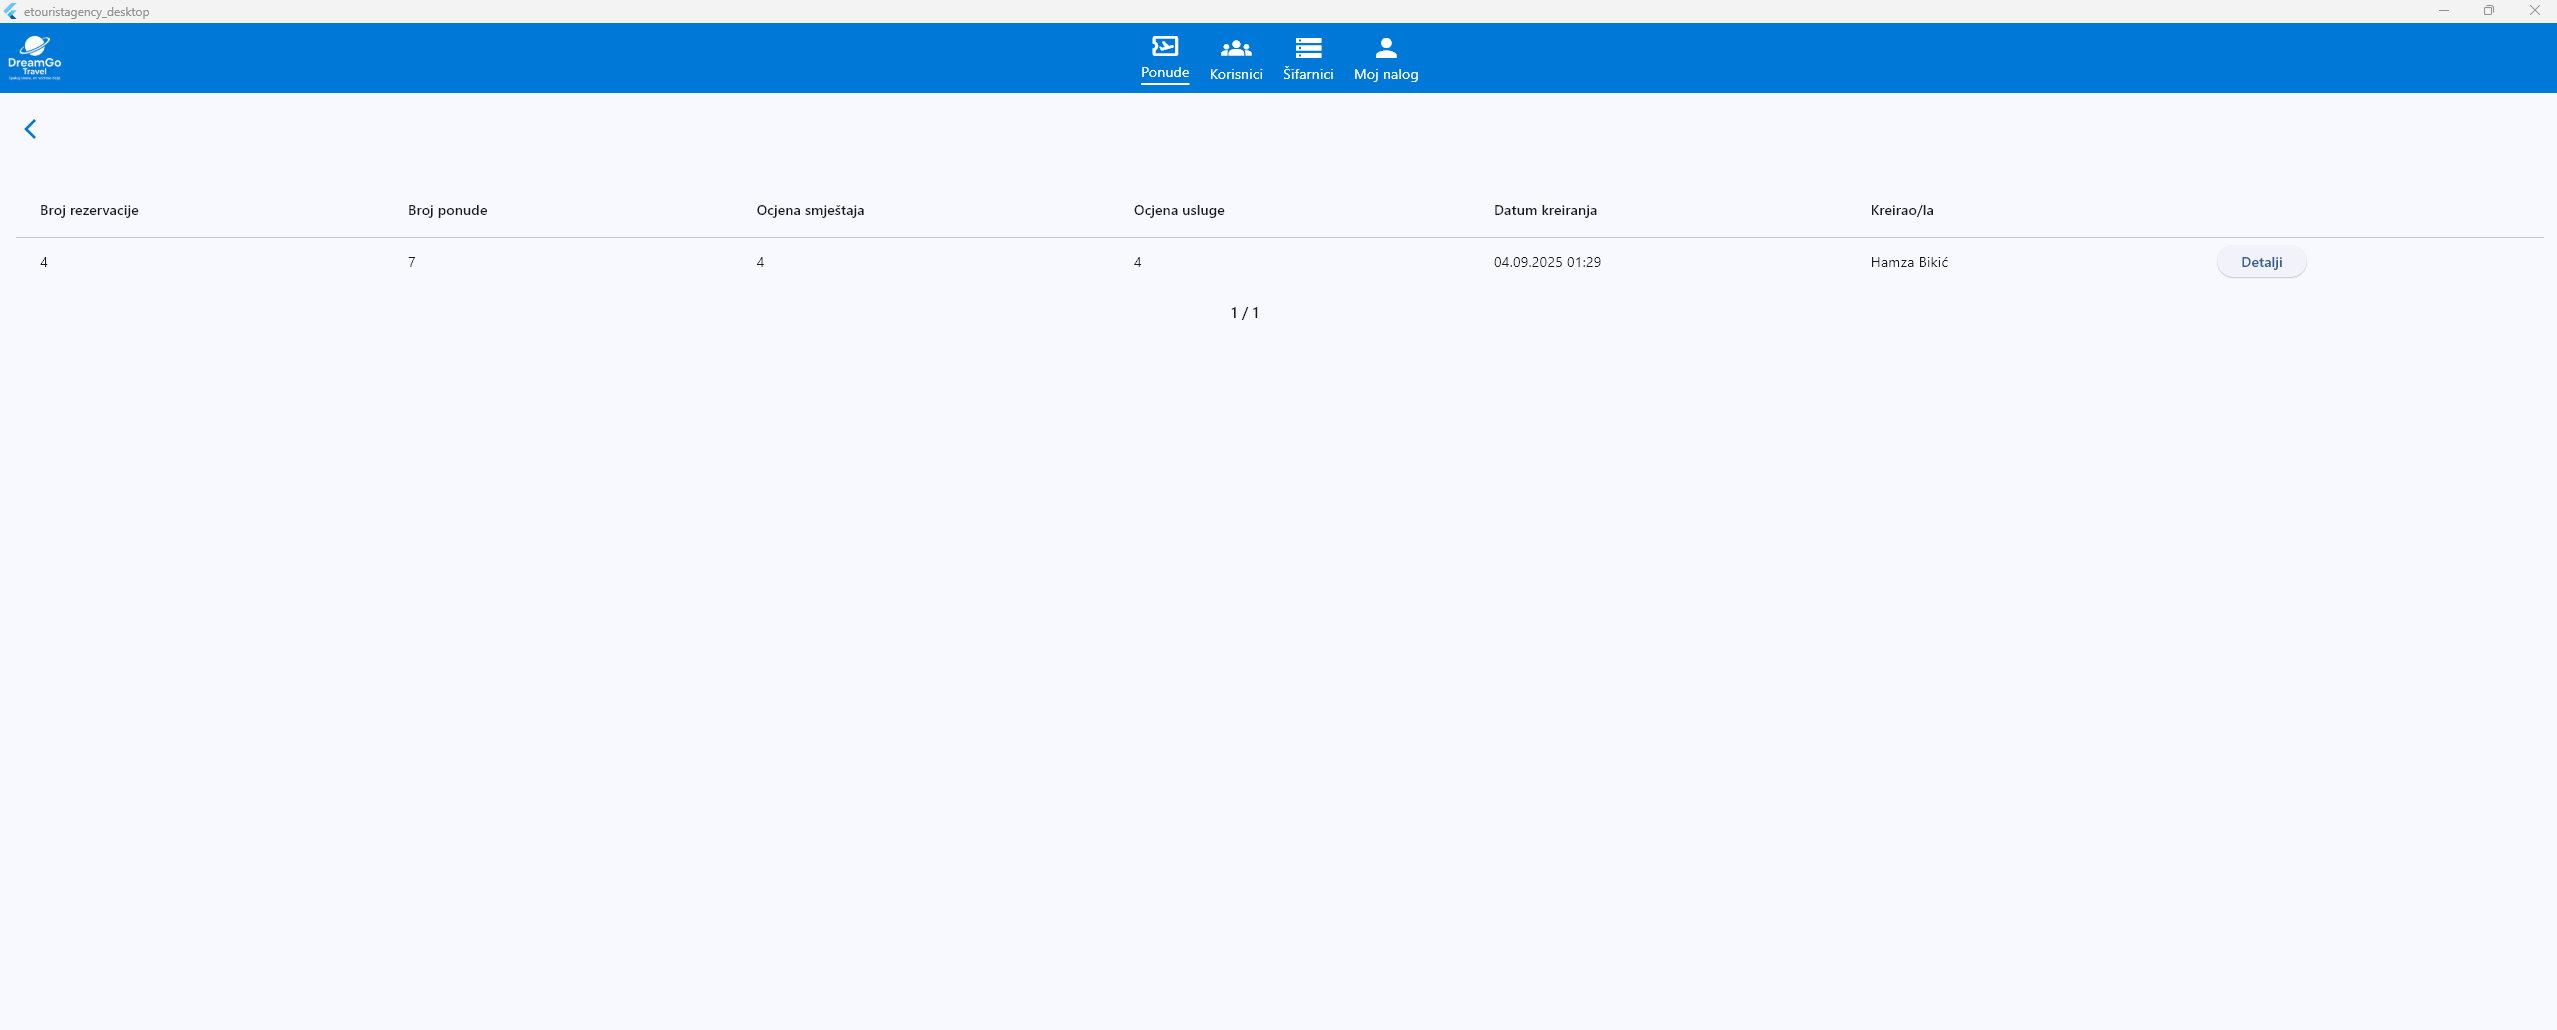 etouristagency_desktop
DreamGo
Travel
Ponude
Korisnici
Šifarnici
Moj nalog
Broj rezervacije Broj ponude Ocjena smještaja Ocjena usluge Datum kreiranja Kreirao/la
4 7 4 4 04.09.2025 01:29 Hamza Bikić Detalji
1 / 1